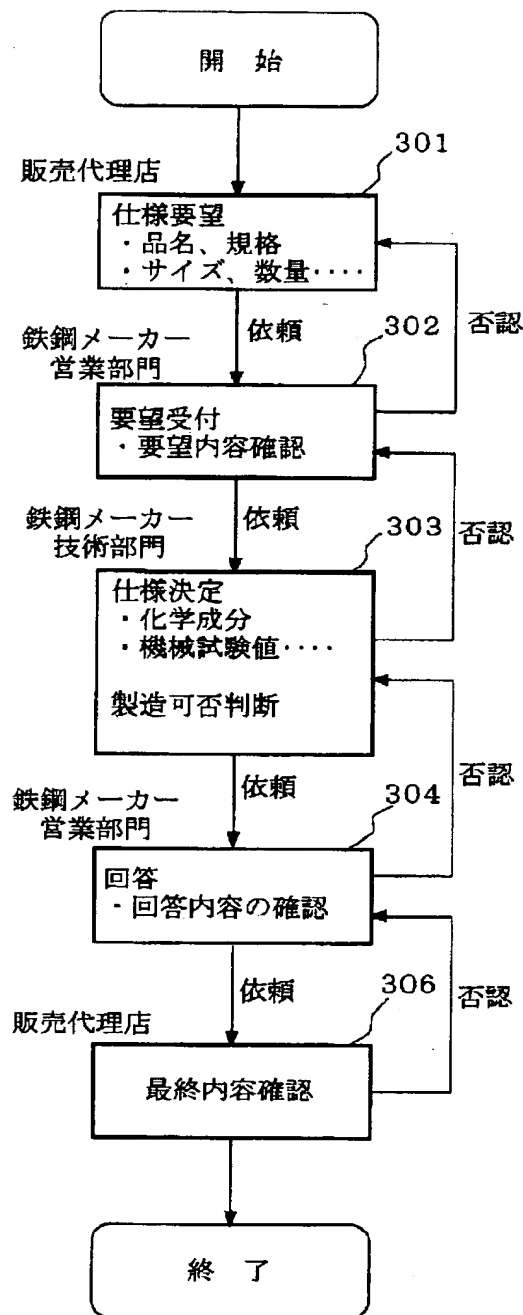 開 始
301
販売代理店
仕様要望
・品名、規格
・サイズ、数量‥‥
依頼
否認
鉄鋼メーカー
営業部門
302
要望受付
・要望内容確認
鉄鋼メーカー
技術部門
依頼
303
否認
仕様決定
・化学成分
・機械試験値‥‥
製造可否判断
依頼
否認
鉄鋼メーカー
営業部門
304
回答
・回答内容の確認
依頼
306
否認
販売代理店
最終内容確認
終 了